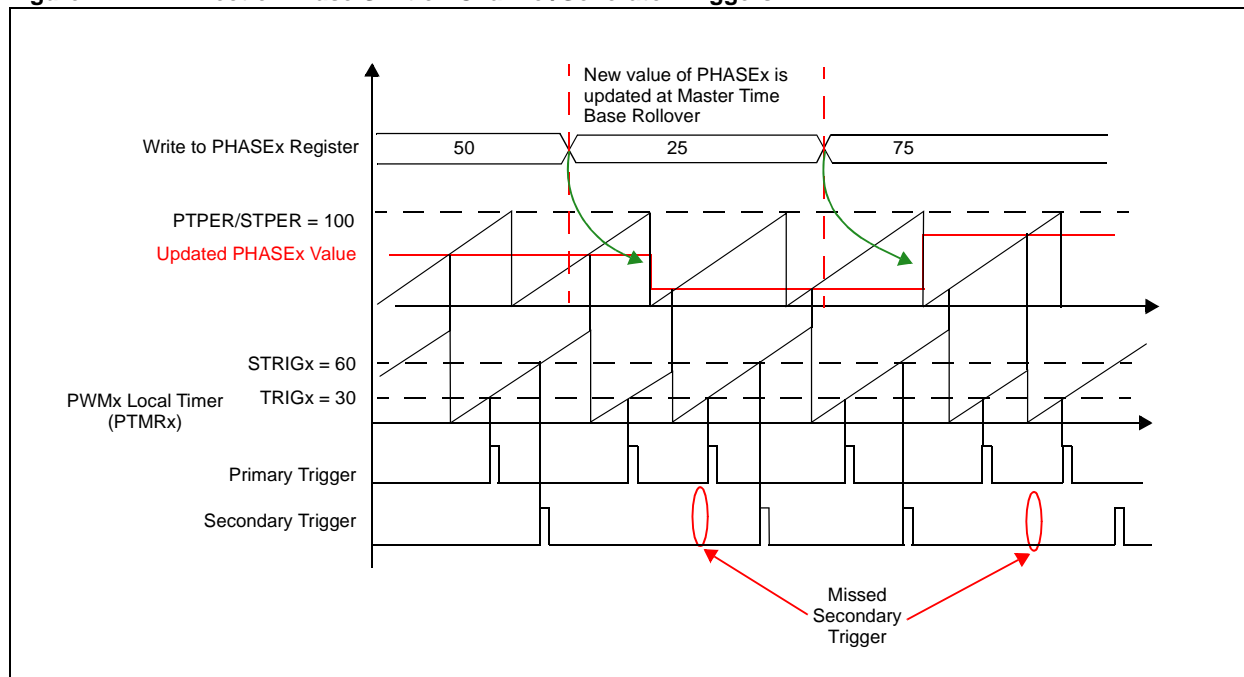 New value of PHASEx is
updated at Master Time
Base Rollover
Write to PHASEx Register
50
25
75
PTPER/STPER = 100
Updated PHASEx Value
STRIGx = 60
TRIGx = 30
PWMx Local Timer
(PTMRx)
Primary Trigger
Secondary Trigger
Missed
Secondary
Trigger